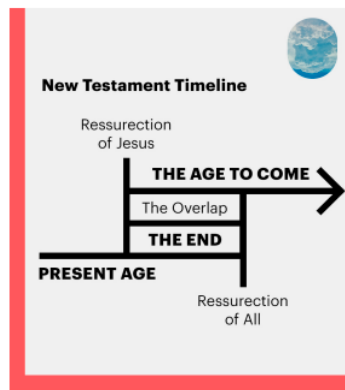 New Testament Timeline
Ressurection
of Jesus
THE AGE TO COME
The Overlap
THE END
PRESENT AGE
Ressurection
of All